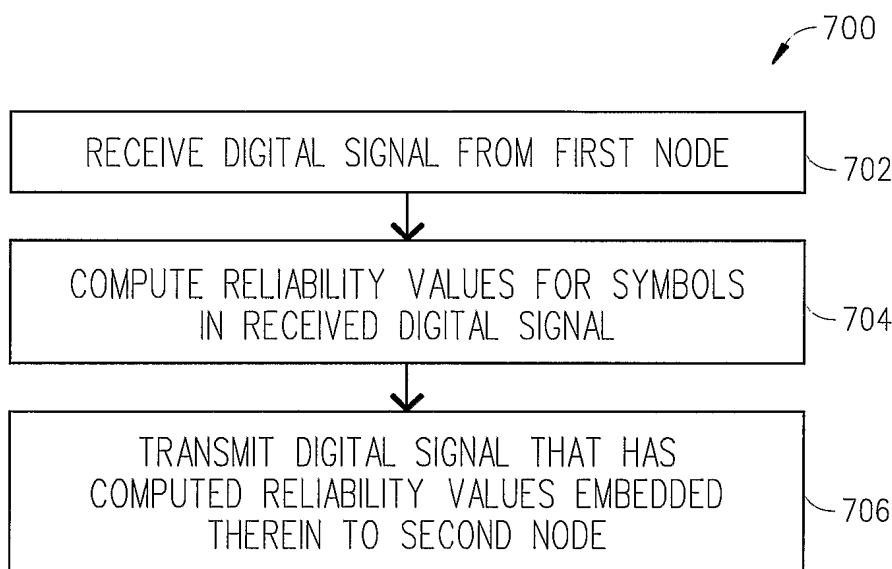 700
RECEIVE DIGITAL SIGNAL FROM FIRST NODE
702
COMPUTE RELIABILITY VALUES FOR SYMBOLS
IN RECEIVED DIGITAL SIGNAL
704
TRANSMIT DIGITAL SIGNAL THAT HAS
COMPUTED RELIABILITY VALUES EMBEDDED
THEREIN TO SECOND NODE
706